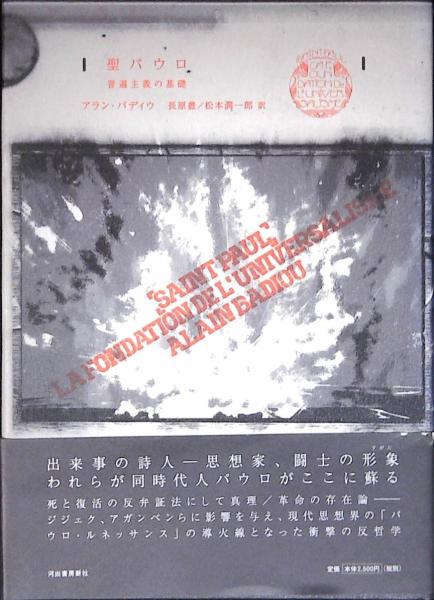 聖パウロ
普遍主義の基礎
アラン・バディウ 長原豊/松本潤一郎 訳
"SAINT PAUL"
LA FONDATION DE L'UNIVERSALISME
ALAIN BADIOU
出来事の詩人―思想家、闘士の形象
すがた
われらが同時代人パウロがここに蘇る
死と復活の反弁証法にして真理/革命の存在論――
ジジェク、アガンベンらに影響を与え、現代思想界の「パ
ウロ・ルネッサンス」の導火線となった衝撃の反哲学
河出書房新社
定価 本体2,500円(税別)